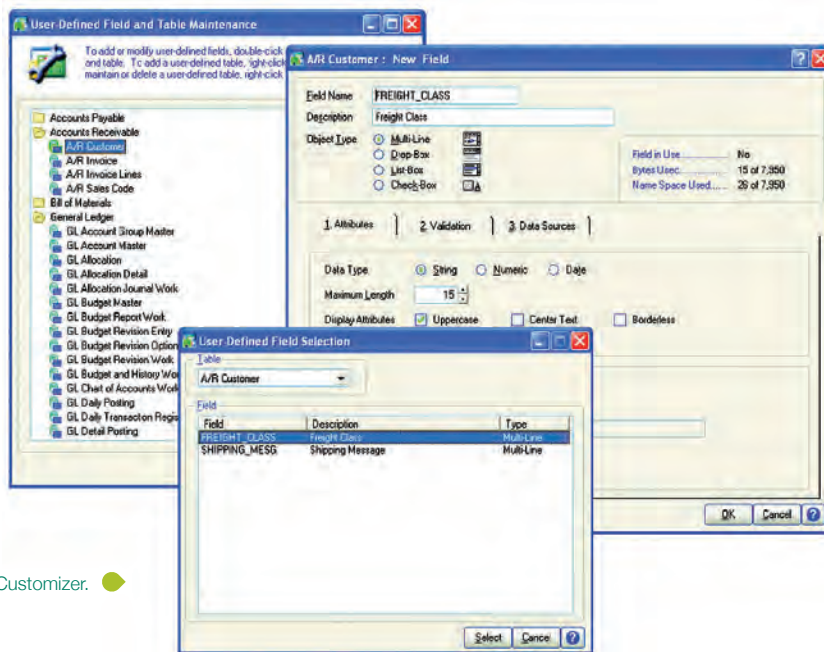 User-Defined Field and Table Maintenance
To add or modify user-defined fields, double-click
and table. To add a user-defined table, right-click
maintain or delete a user-defined table, right-click
Accounts Payable
Accounts Receivable
A/R Customer
A/R Invoice
A/R Invoice Lines
A/R Sales Code
Bill of Materials
General Ledger
GL Account Group Master
GL Account Master
GL Allocation
GL Allocation Detail
GL Allocation Journal Work
GL Budget Master
GL Budget Report Work
GL Budget Revision Entry
GL Budget Revision Option
GL Budget Revision Work
GL Budget and History Wo
GL Chart of Accounts Work
GL Daily Posting
GL Daily Transaction Regis
GL Detail Posting
A/R Customer : New Field
Field Name FREIGHT_CLASS
Description Freight Class
Object Type Multi-Line
Drop-Box
List-Box
Check-Box
Field in Use No
Bytes Used 15 of 7,950
Name Space Used 26 of 7,950
1. Attributes 2. Validation 3. Data Sources
Data Type String Numeric Date
Maximum Length 15
Display Attributes Uppercase Center Text Borderless
OK Cancel
User-Defined Field Selection
Table
A/R Customer
Field
Field Description Type
FREIGHT_CLASS Freight Class Multi-Line
SHIPPING_MESG Shipping Message Multi-Line
Select Cancel
Customizer.